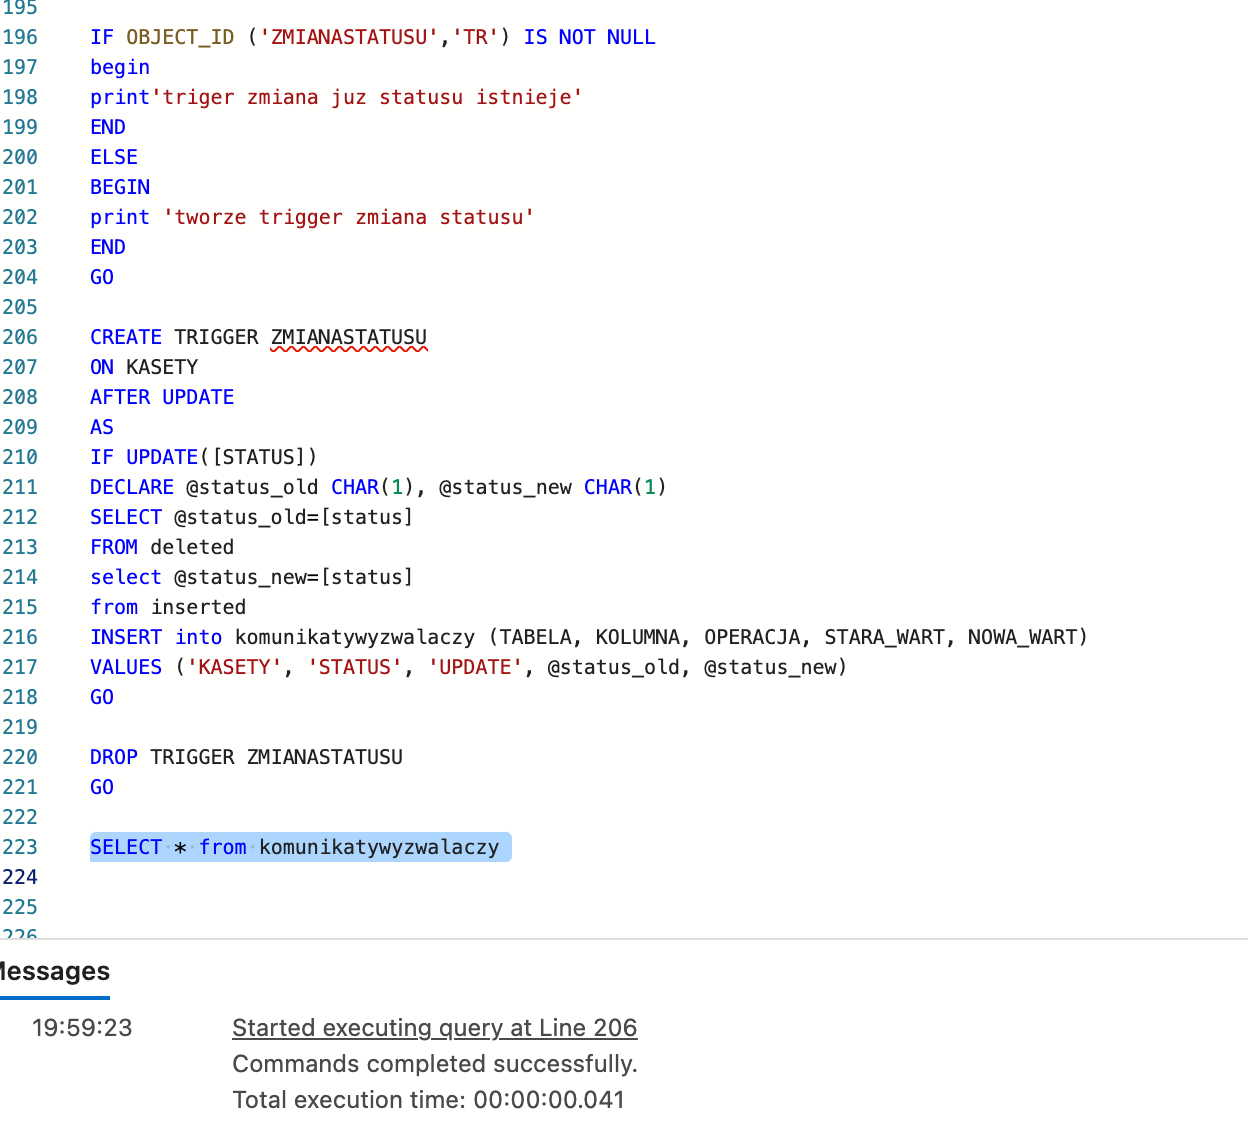 195
196 IF OBJECT_ID ('ZMIANASTATUSU','TR') IS NOT NULL
197 begin
198 print'triger zmiana juz statusu istnieje'
199 END
200 ELSE
201 BEGIN
202 print 'tworze trigger zmiana statusu'
203 END
204 GO
205
206 CREATE TRIGGER ZMIANASTATUSU
207 ON KASETY
208 AFTER UPDATE
209 AS
210 IF UPDATE([STATUS])
211 DECLARE @status_old CHAR(1), @status_new CHAR(1)
212 SELECT @status_old=[status]
213 FROM deleted
214 select @status_new=[status]
215 from inserted
216 INSERT into komunikatywyzwalaczy (TABELA, KOLUMNA, OPERACJA, STARA_WART, NOWA_WART)
217 VALUES ('KASETY', 'STATUS', 'UPDATE', @status_old, @status_new)
218 GO
219
220 DROP TRIGGER ZMIANASTATUSU
221 GO
222
223 SELECT * from komunikatywyzwalaczy
224
225
226
Messages
19:59:23 Started executing query at Line 206
Commands completed successfully.
Total execution time: 00:00:00.041